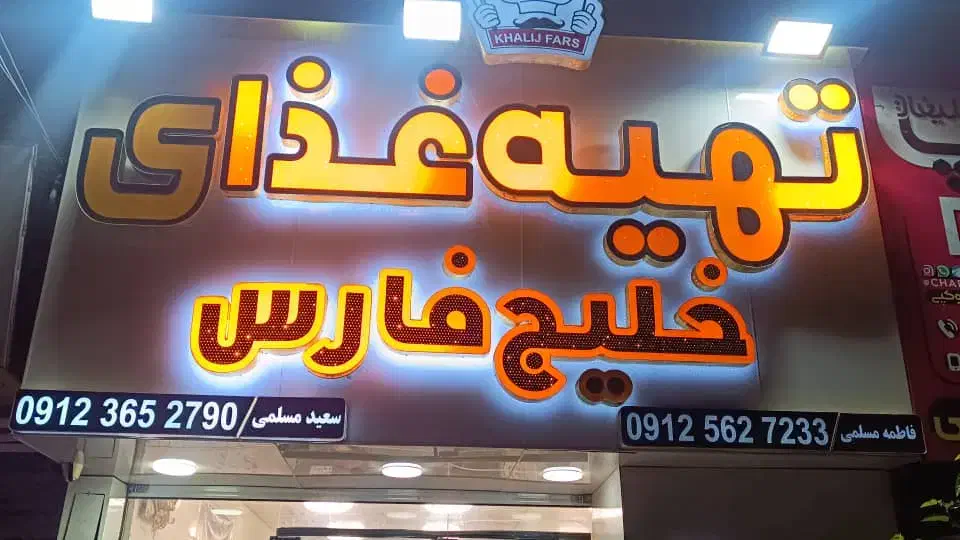 KHALIJ FARS
تهیه غذای
خلیج فارس
فاطمه مسلمی / 0912 562 7233
سعید مسلمی / 0912 365 2790